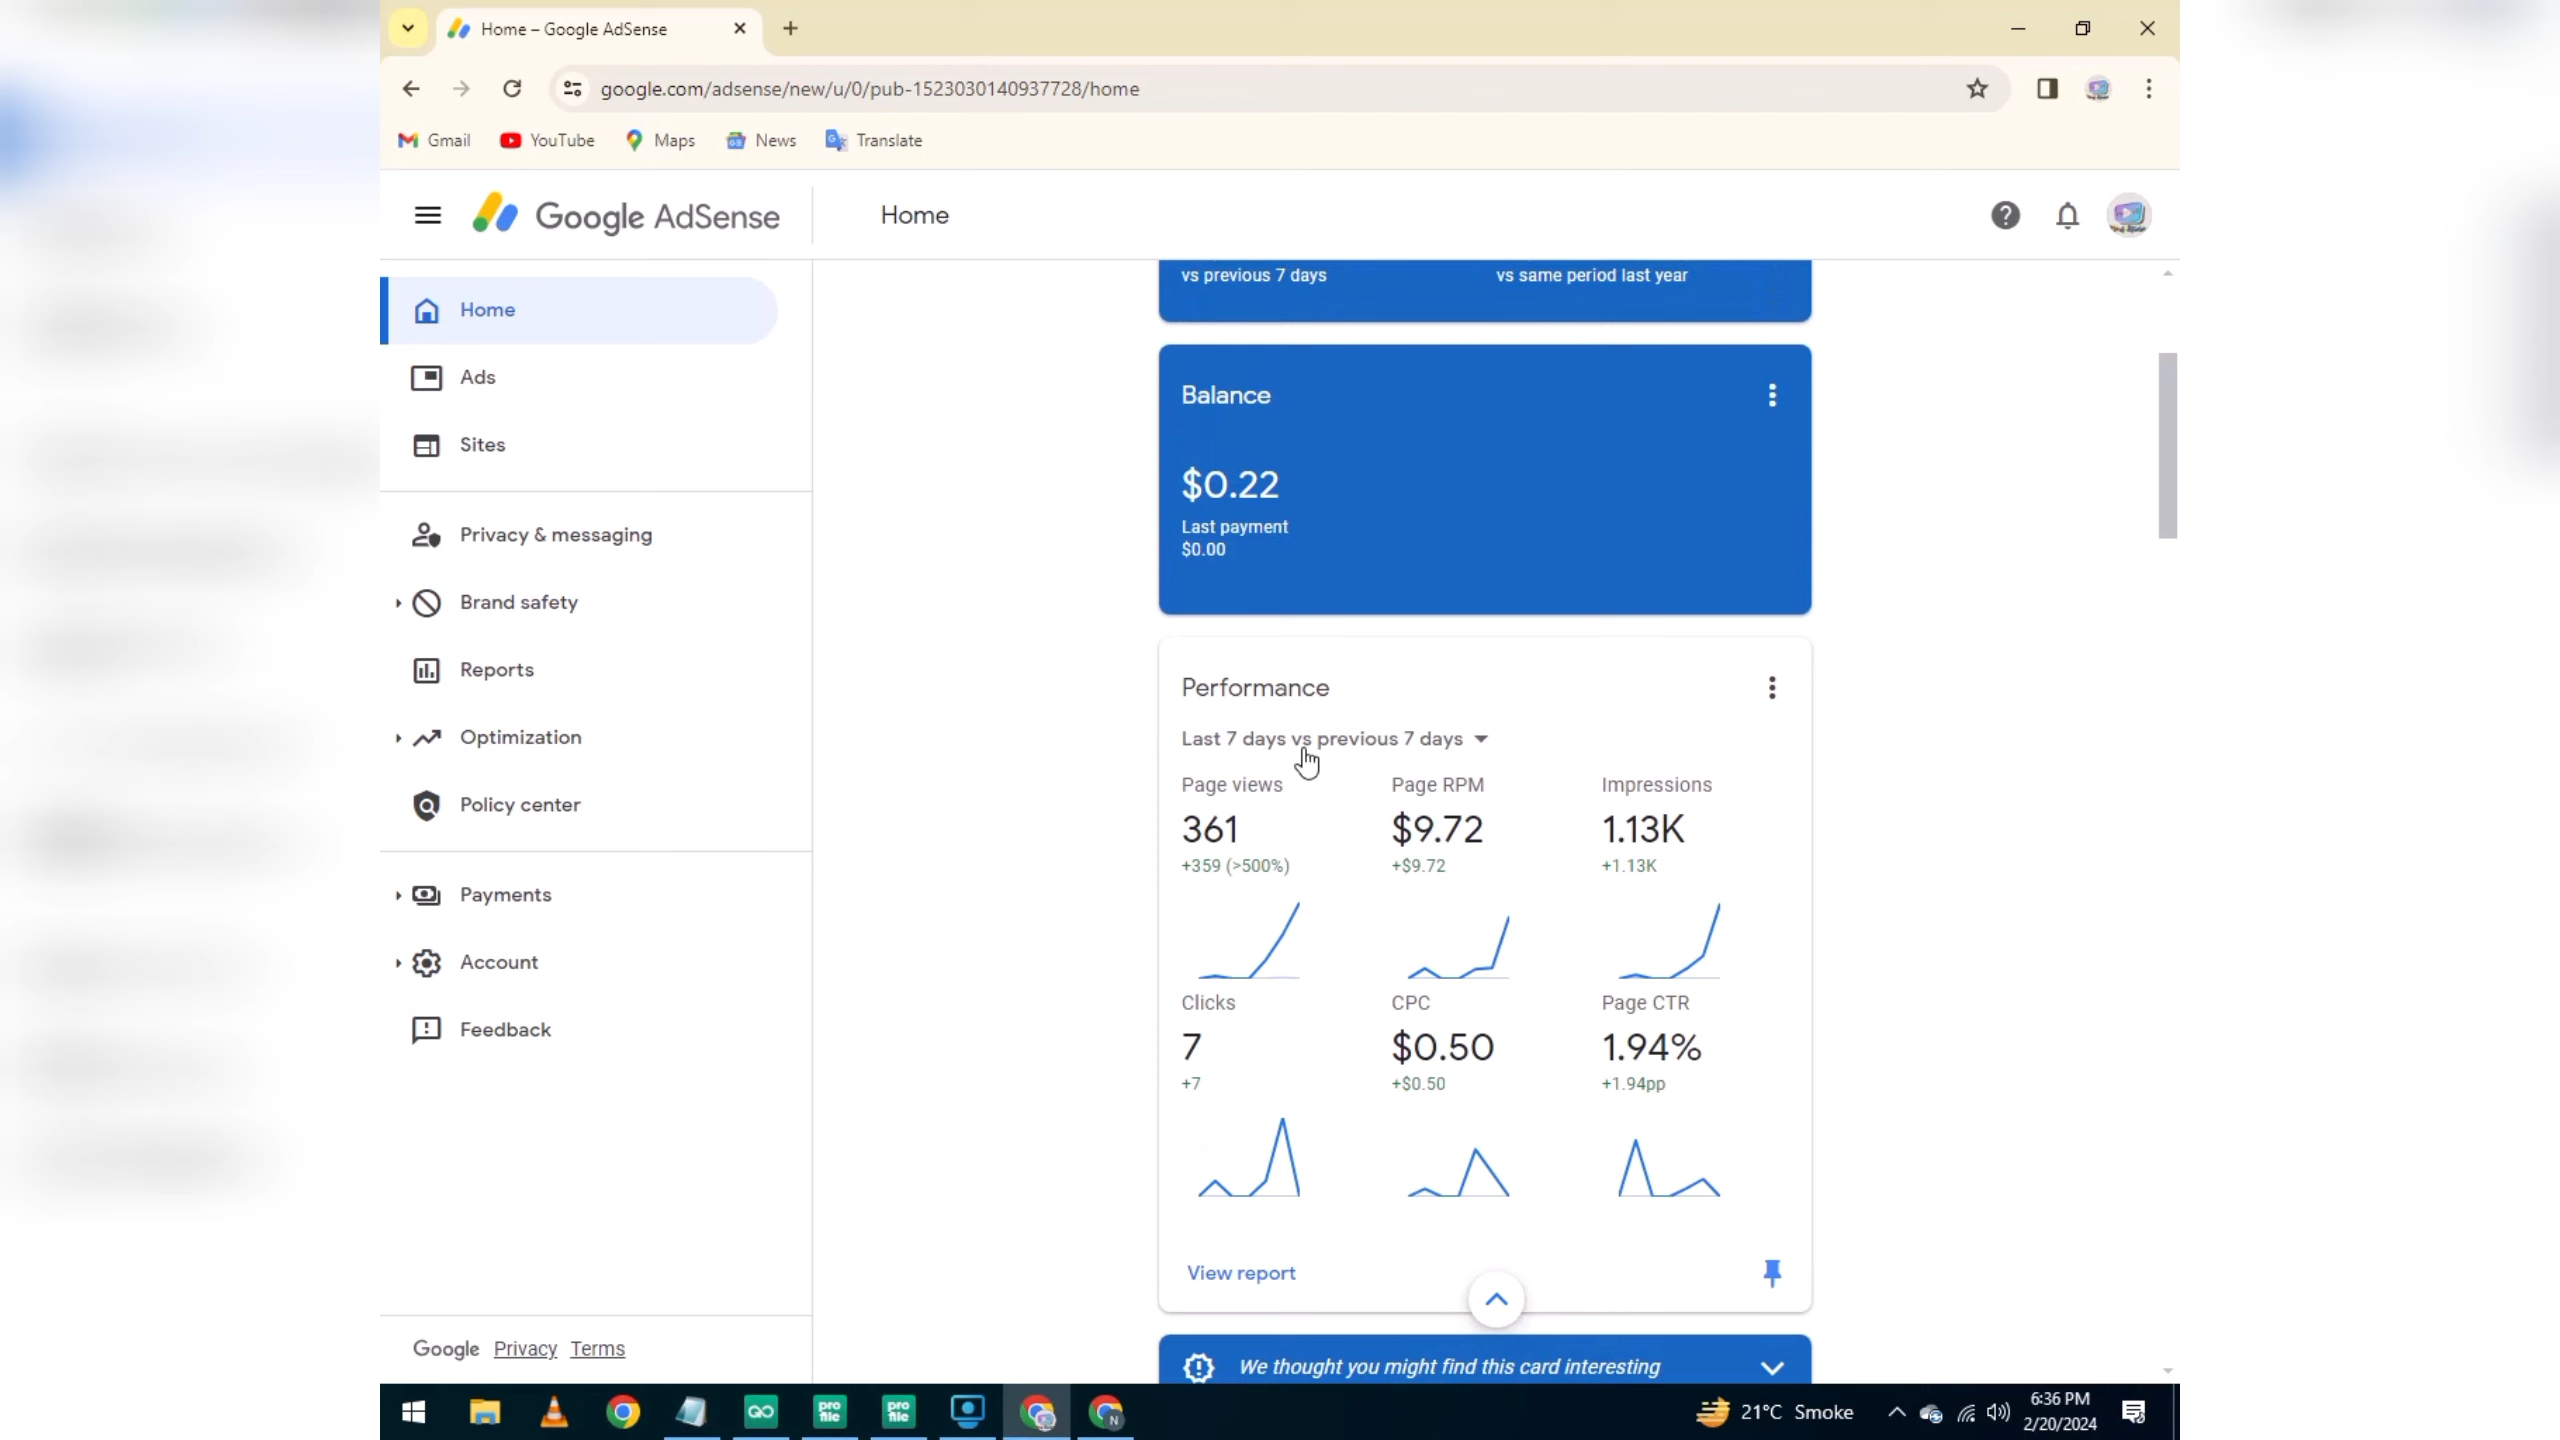 Home – Google AdSense
google.com/adsense/new/u/0/pub-1523030140937728/home
Gmail
YouTube
Maps
News
Translate
Google AdSense
Home
Home
Ads
Sites
Privacy & messaging
Brand safety
Reports
Optimization
Policy center
Payments
Account
Feedback
Google Privacy Terms
vs previous 7 days
vs same period last year
Balance
$0.22
Last payment
$0.00
Performance
Last 7 days vs previous 7 days
Page views
361
+359 (>500%)
Page RPM
$9.72
+$9.72
Impressions
1.13K
+1.13K
Clicks
7
+7
CPC
$0.50
+$0.50
Page CTR
1.94%
+1.94pp
View report
We thought you might find this card interesting
pro
file
pro
file
N
21°C Smoke
6:36 PM
2/20/2024